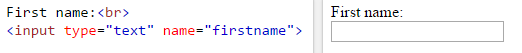 First name:<br>
<input type="text" name="firstname">
First name: